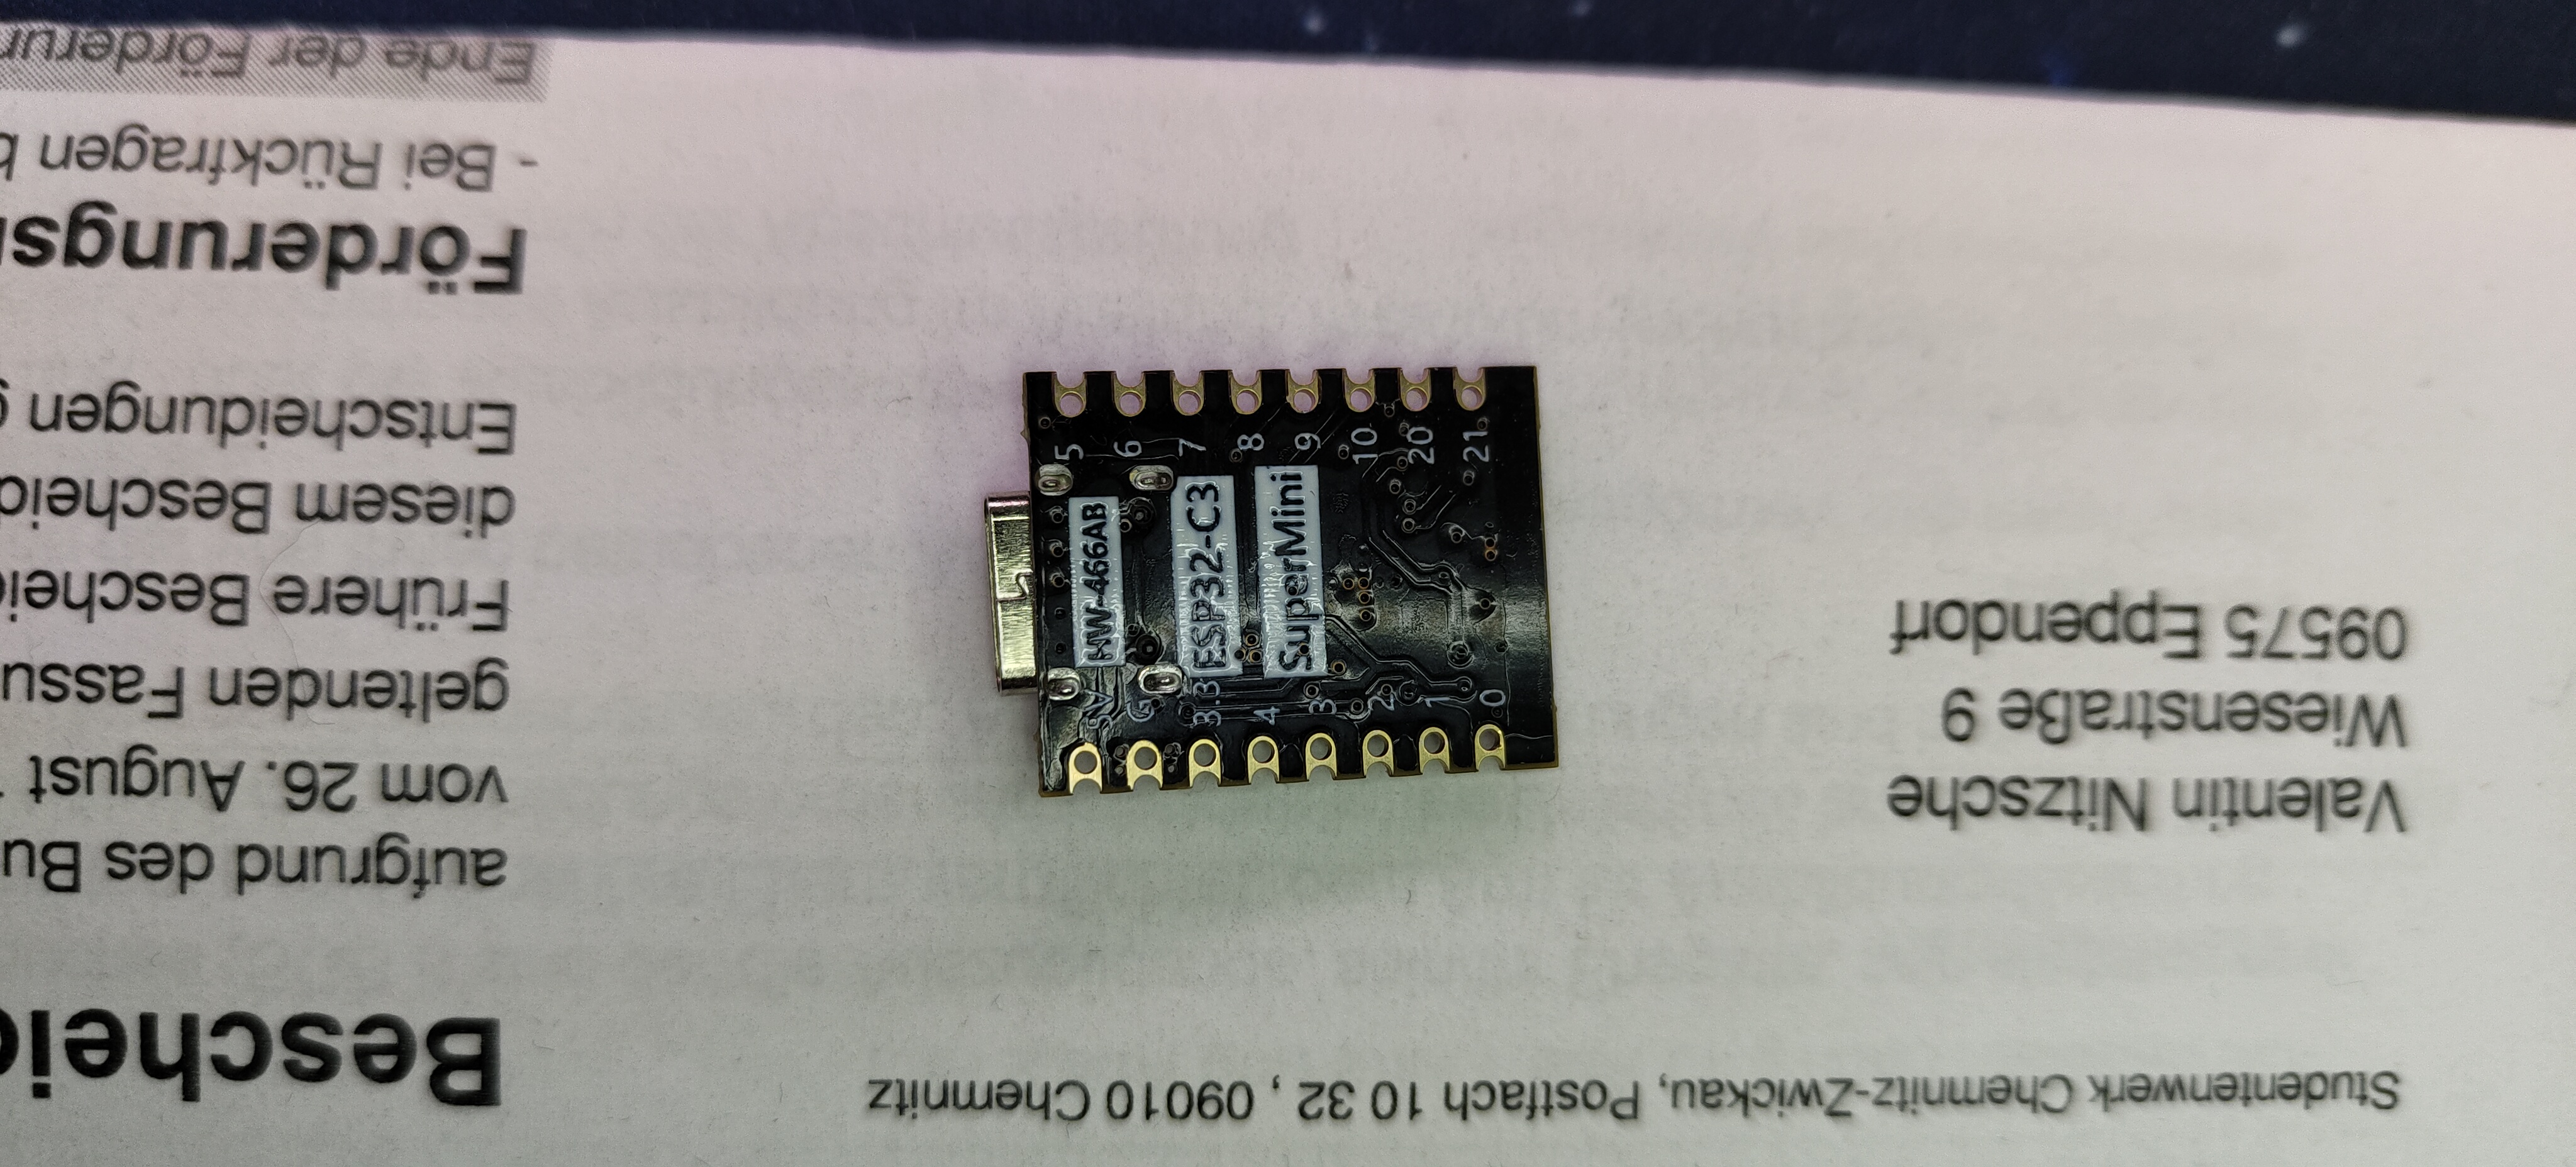 Studentenwerk Chemnitz-Zwickau, Postfach 10 32 , 09010 Chemnitz
Valentin Nitzsche
Wiesenstraße 9
09575 Eppendorf
aufgrund des
vom 26. August
geltenden
Frühere
diesem
Entscheidungen
- Bei Rückfragen
Ende der
HW-466AB
ESP32-C3
SuperMini
5V
G
3.3
4
3
2
1
0
5
6
7
8
9
10
20
21